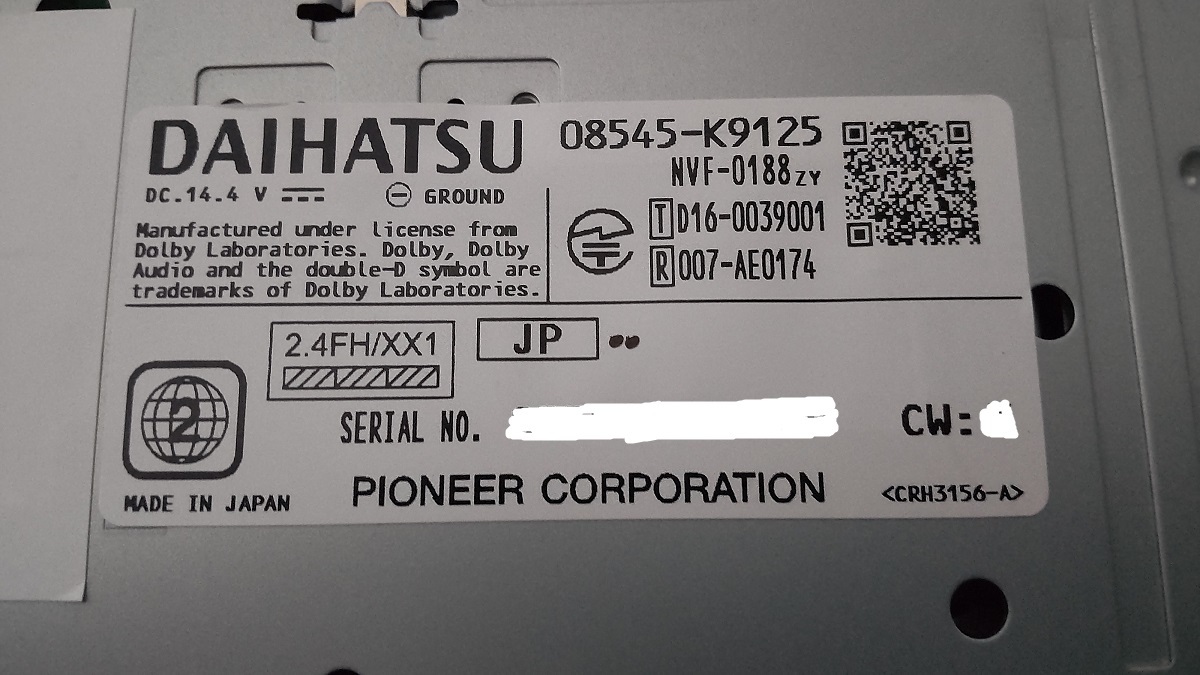 DAIHATSU
08545-K9125
NVF-0188ZY
DC.14.4 V
GROUND
T D16-0039001
R 007-AE0174
Manufactured under license from
Dolby Laboratories. Dolby, Dolby
Audio and the double-D symbol are
trademarks of Dolby Laboratories.
2.4FH/XX1
JP
2
SERIAL NO.
CW:
MADE IN JAPAN
PIONEER CORPORATION
<CRH3156-A>